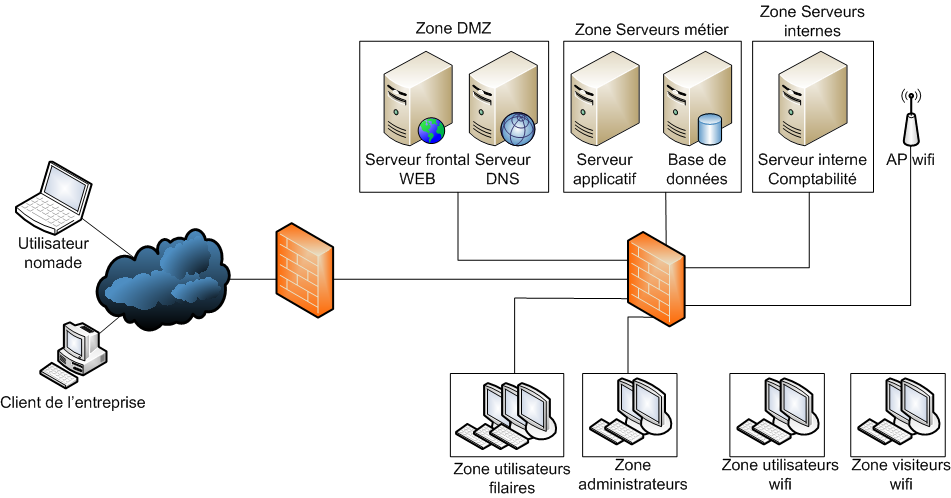 Zone DMZ
Zone Serveurs métier
Zone Serveurs
internes
Serveur frontal
WEB
Serveur
DNS
Serveur
applicatif
Base de
données
Serveur interne
Comptabilité
AP wifi
Utilisateur
nomade
Client de l'entreprise
Zone utilisateurs
filaires
Zone
administrateurs
Zone utilisateurs
wifi
Zone visiteurs
wifi